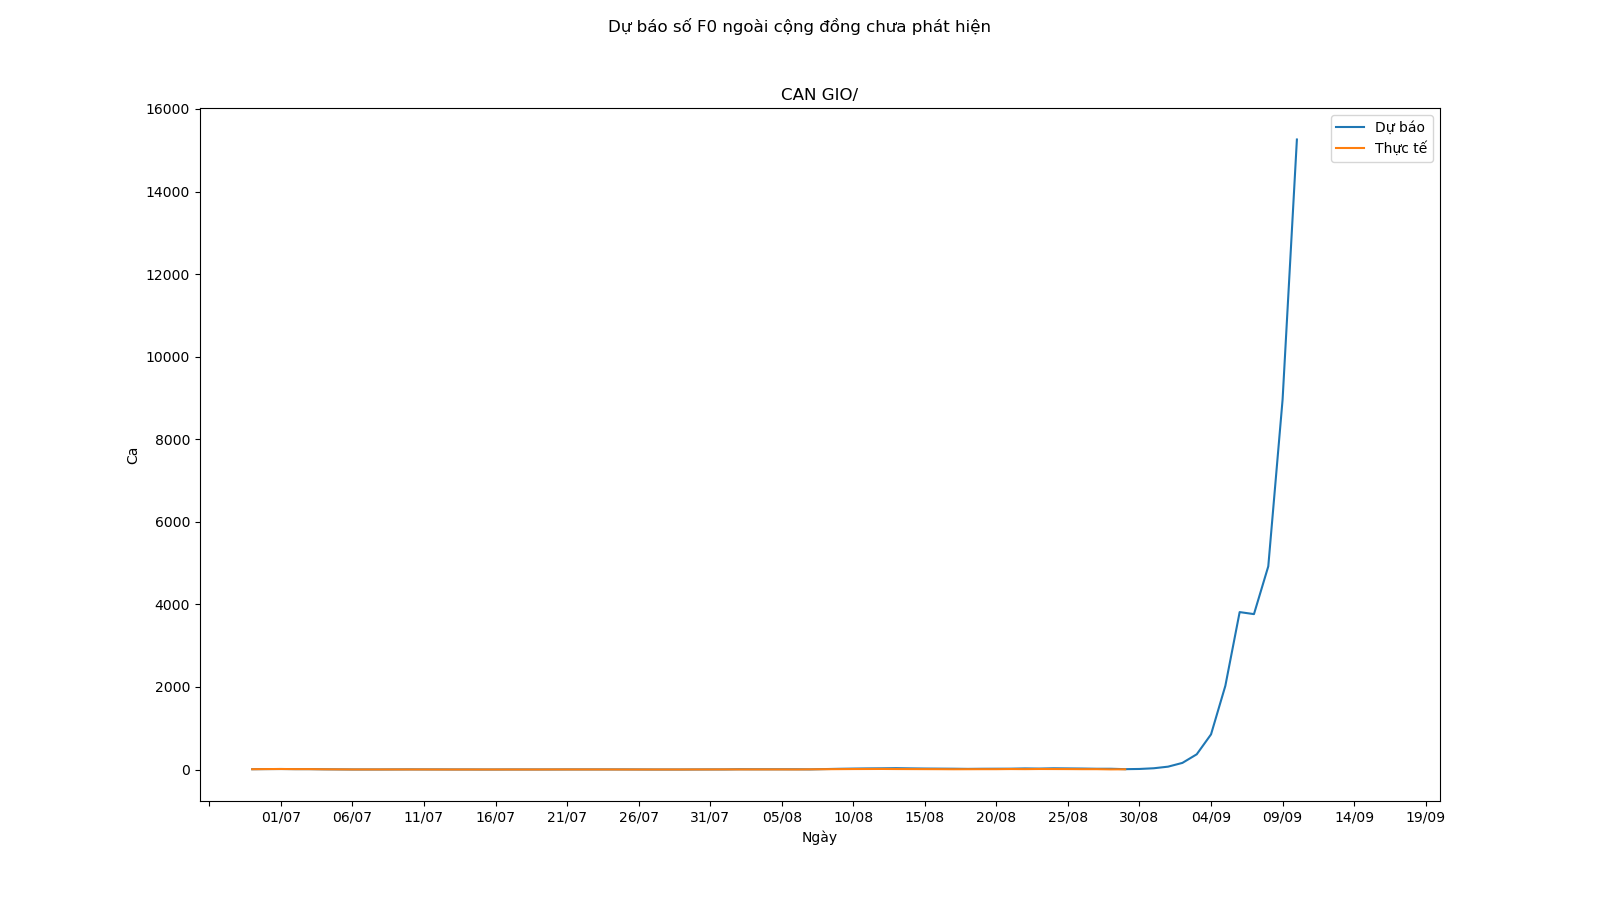 Dự báo số F0 ngoài cộng đồng chưa phát hiện
CAN GIO/
Dự báo
Thực tế
16000
14000
12000
10000
8000
6000
4000
2000
0
Ca
01/07 06/07 11/07 16/07 21/07 26/07 31/07 05/08 10/08 15/08 20/08 25/08 30/08 04/09 09/09 14/09 19/09
Ngày